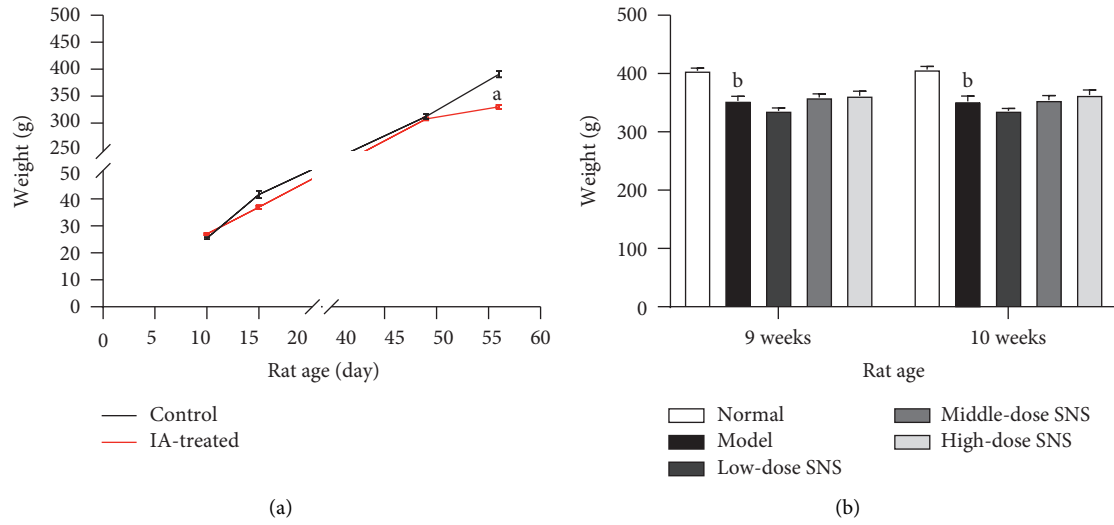 500
450
400
350
300
250
50
40
30
20
10
0
Weight (g)
a
0 5 10 15 20 40 45 50 55 60
Rat age (day)
Control
IA-treated
(a)
500
400
300
200
100
0
Weight (g)
b
b
9 weeks
10 weeks
Rat age
Normal
Model
Low-dose SNS
Middle-dose SNS
High-dose SNS
(b)